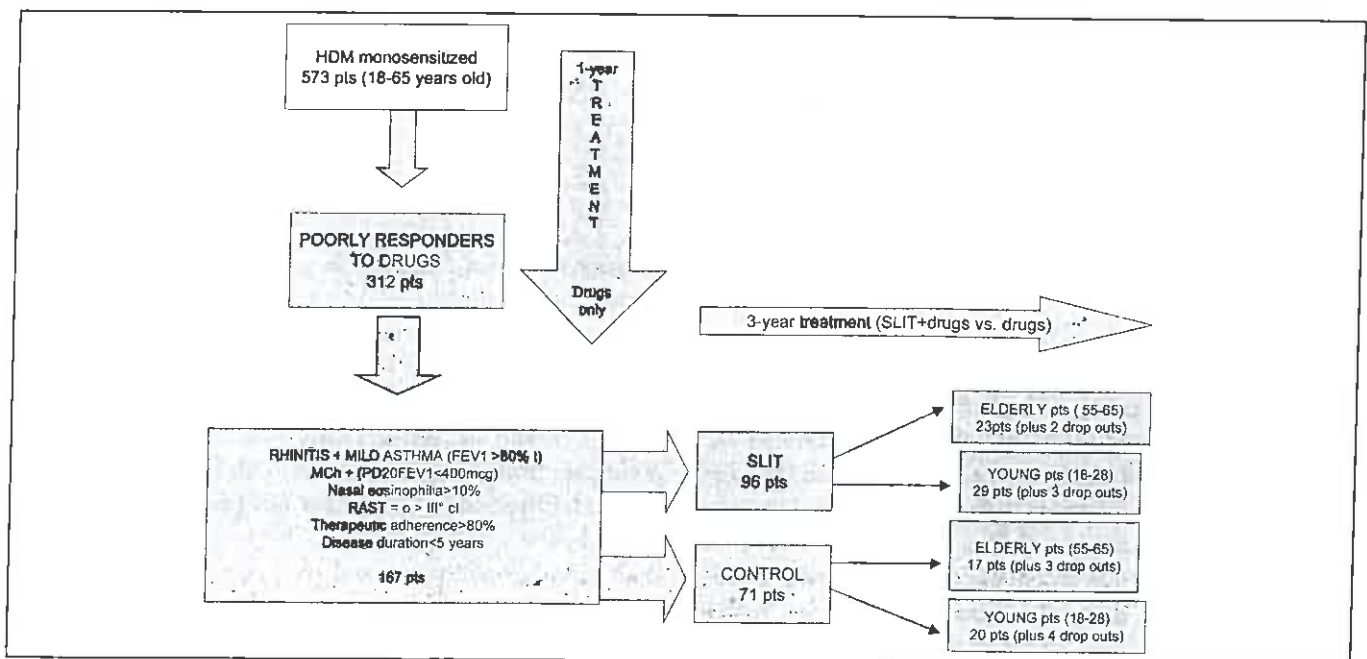 HDM monosensitized
573 pts (18-65 years old)
1-year
T
R
E
A
T
M
E
N
T
Drugs
only
POORLY RESPONDERS
TO DRUGS
312 pts
3-year treatment (SLIT+drugs vs. drugs)
RHINITIS + MILD ASTHMA (FEV1 >80% t)
MCh + (PD20FEV1<400mcg)
Nasal eosinophilia>10%
RAST = o > III° cl
Therapeutic adherence>80%
Disease duration<5 years
167 pts
SLIT
96 pts
CONTROL
71 pts
ELDERLY pts (55-65)
23pts (plus 2 drop outs)
YOUNG pts (18-28)
29 pts (plus 3 drop outs)
ELDERLY pts (55-65)
17 pts (plus 3 drop outs)
YOUNG pts (18-28)
20 pts (plus 4 drop outs)